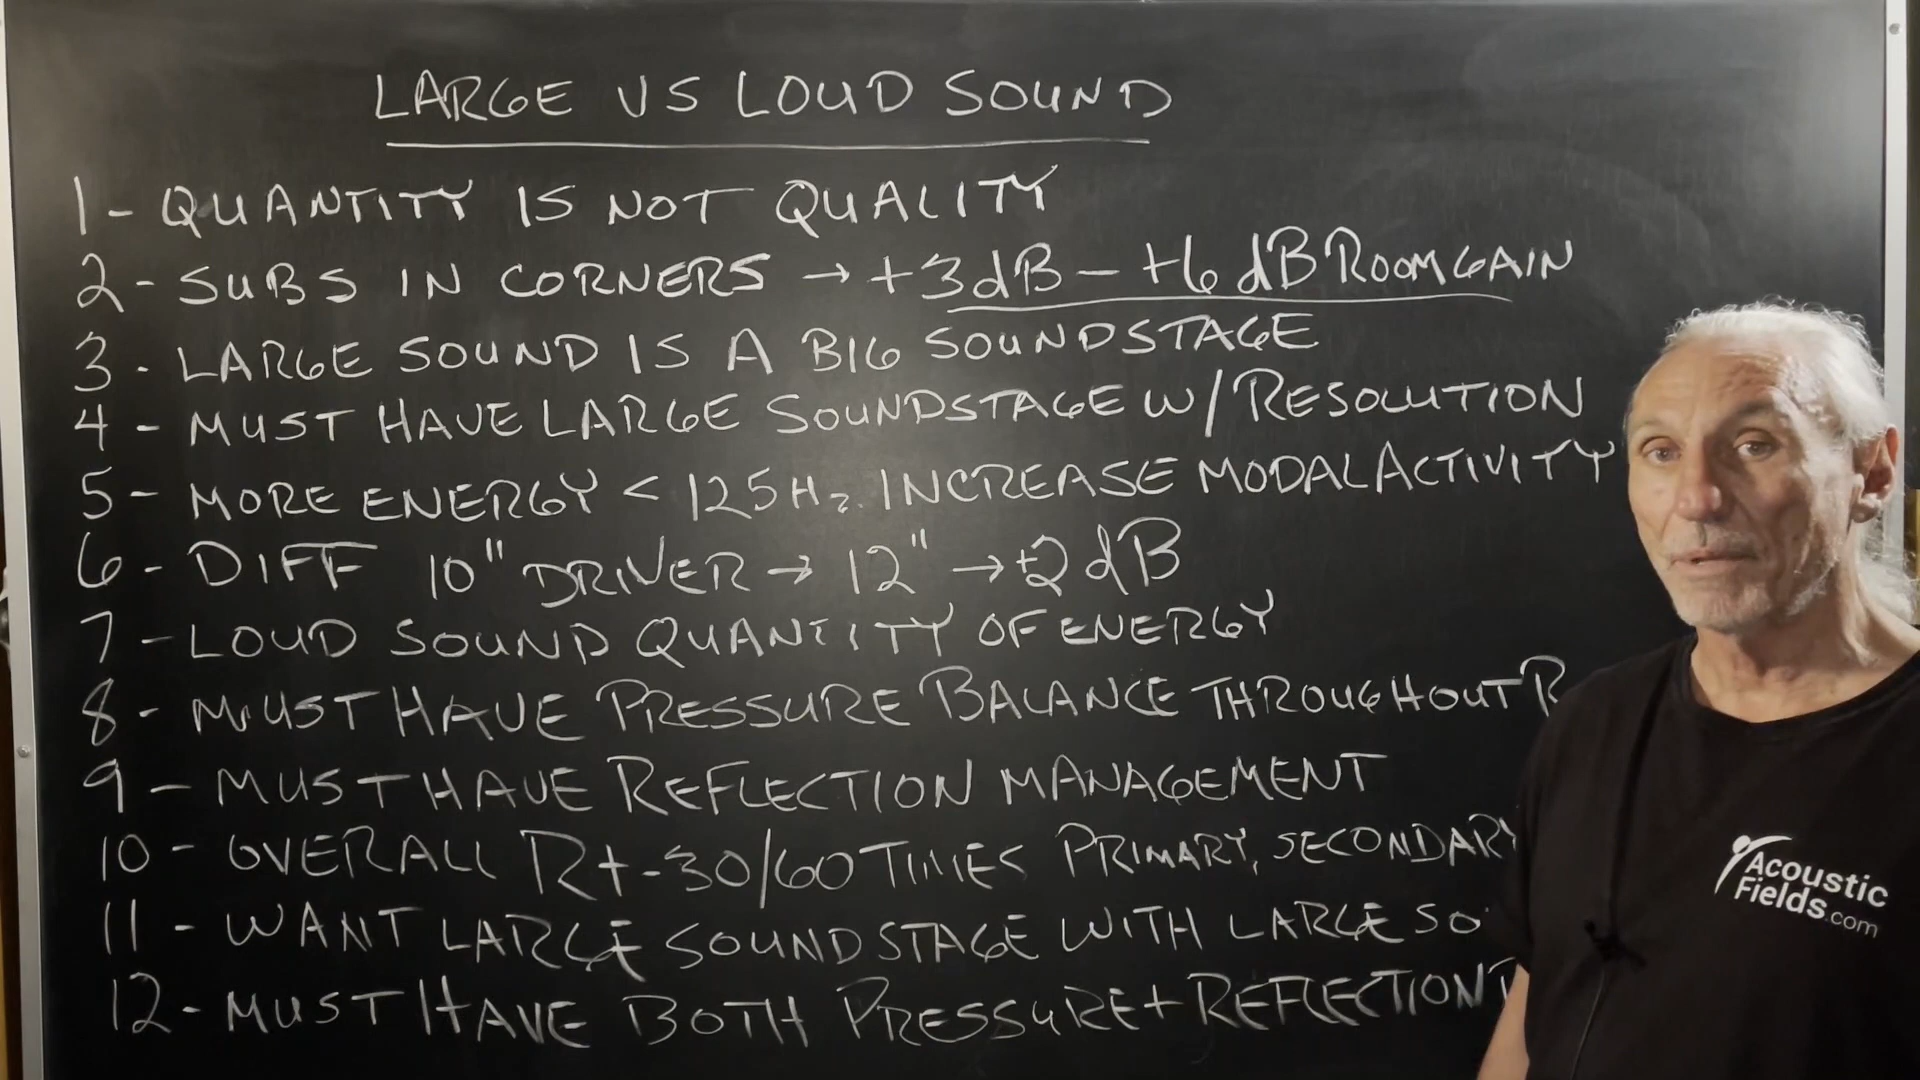 LARGE VS LOUD SOUND
1- QUANTITY IS NOT QUALITY
2- SUBS IN CORNERS → +3dB - +6dB ROOM GAIN
3- LARGE SOUND IS A BIG SOUNDSTAGE
4- MUST HAVE LARGE SOUNDSTAGE W/ RESOLUTION
5- MORE ENERGY < 125Hz. INCREASE MODAL ACTIVITY
6- DIFF 10" DRIVER → 12" → +2dB
7- LOUD SOUND QUANTITY OF ENERGY
8- MUST HAVE PRESSURE BALANCE THROUGHOUT R
9- MUST HAVE REFLECTION MANAGEMENT
10- OVERALL Rt-30/60 TIMES PRIMARY, SECONDARY
11- WANT LARGE SOUNDSTAGE WITH LARGE SO
12- MUST HAVE BOTH PRESSURE + REFLECTION
Acoustic
Fields.com